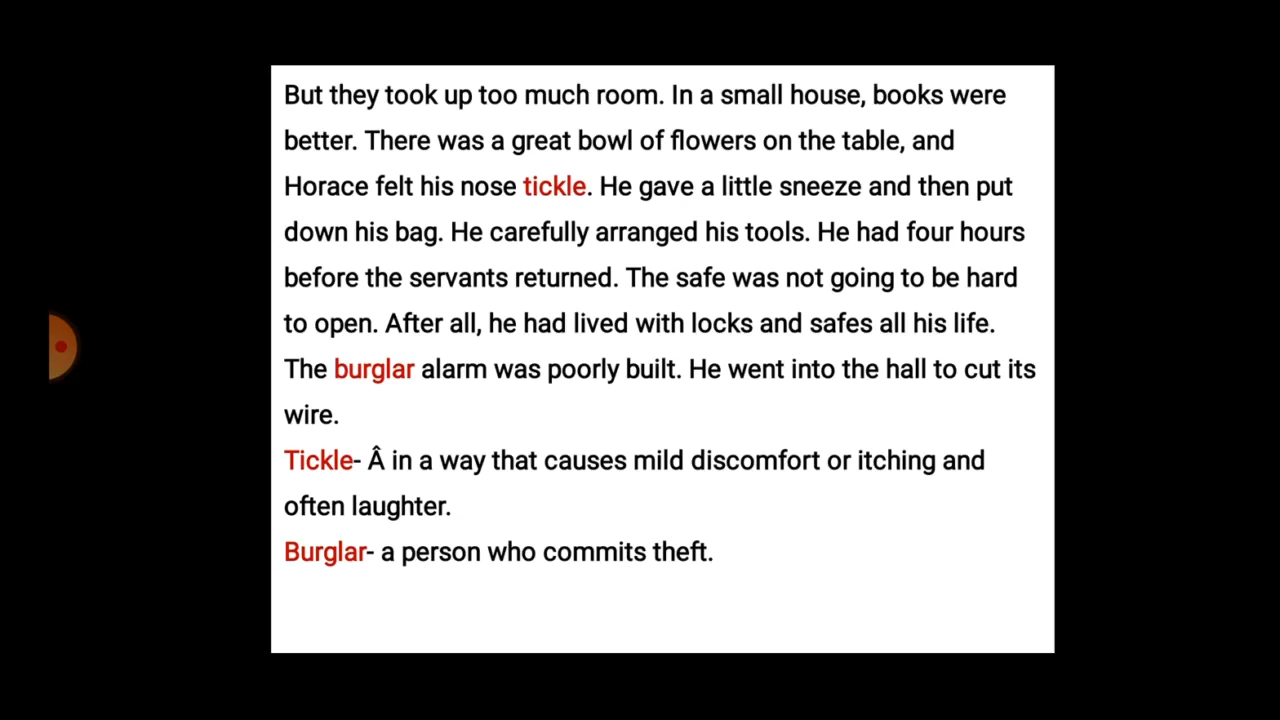 But they took up too much room. In a small house, books were
better. There was a great bowl of flowers on the table, and
Horace felt his nose tickle. He gave a little sneeze and then put
down his bag. He carefully arranged his tools. He had four hours
before the servants returned. The safe was not going to be hard
to open. After all, he had lived with locks and safes all his life.
The burglar alarm was poorly built. He went into the hall to cut its
wire.
Tickle- Â in a way that causes mild discomfort or itching and
often laughter.
Burglar- a person who commits theft.